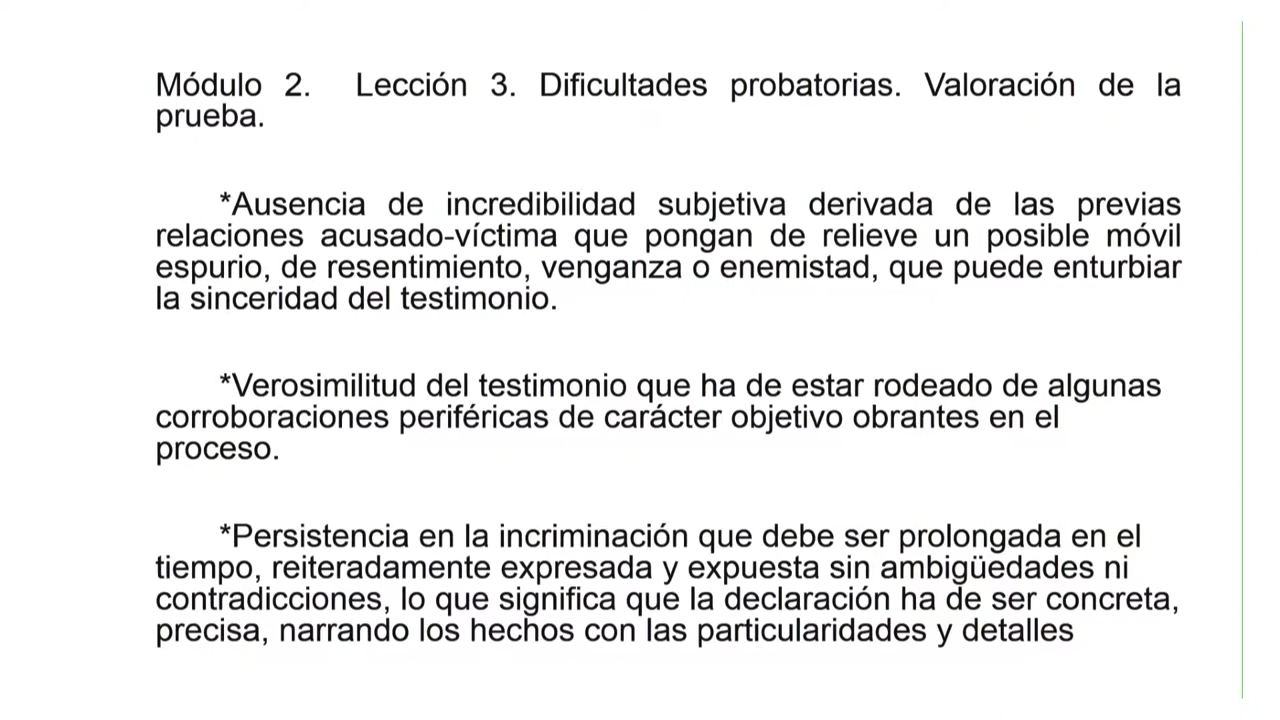 Módulo 2. Lección 3. Dificultades probatorias. Valoración de la
prueba.
*Ausencia de incredibilidad subjetiva derivada de las previas
relaciones acusado-víctima que pongan de relieve un posible móvil
espurio, de resentimiento, venganza o enemistad, que puede enturbiar
la sinceridad del testimonio.
*Verosimilitud del testimonio que ha de estar rodeado de algunas
corroboraciones periféricas de carácter objetivo obrantes en el
proceso.
*Persistencia en la incriminación que debe ser prolongada en el
tiempo, reiteradamente expresada y expuesta sin ambigüedades ni
contradicciones, lo que significa que la declaración ha de ser concreta,
precisa, narrando los hechos con las particularidades y detalles